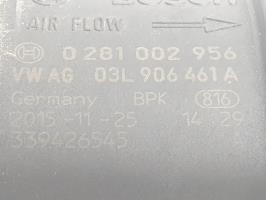 BOSCH
AIR FLOW
0 281 002 956
VW AG 03L 906 461 A
Germany BPK 816
2015-11-25 14 29
339426545